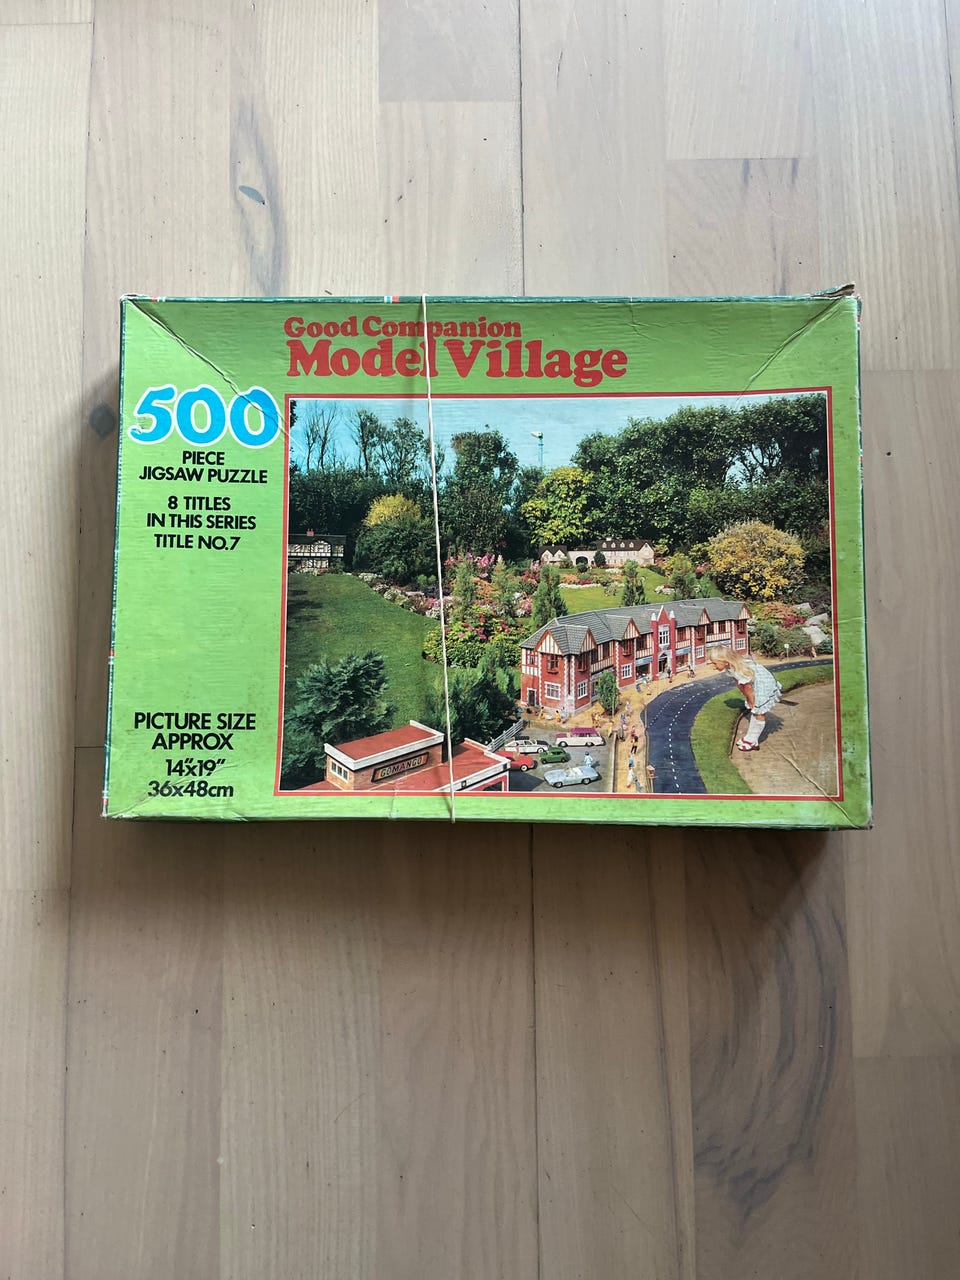 Good Companion
Model Village
500
PIECE
JIGSAW PUZZLE
8 TITLES
IN THIS SERIES
TITLE NO.7
PICTURE SIZE
APPROX
14"x19"
36x48cm